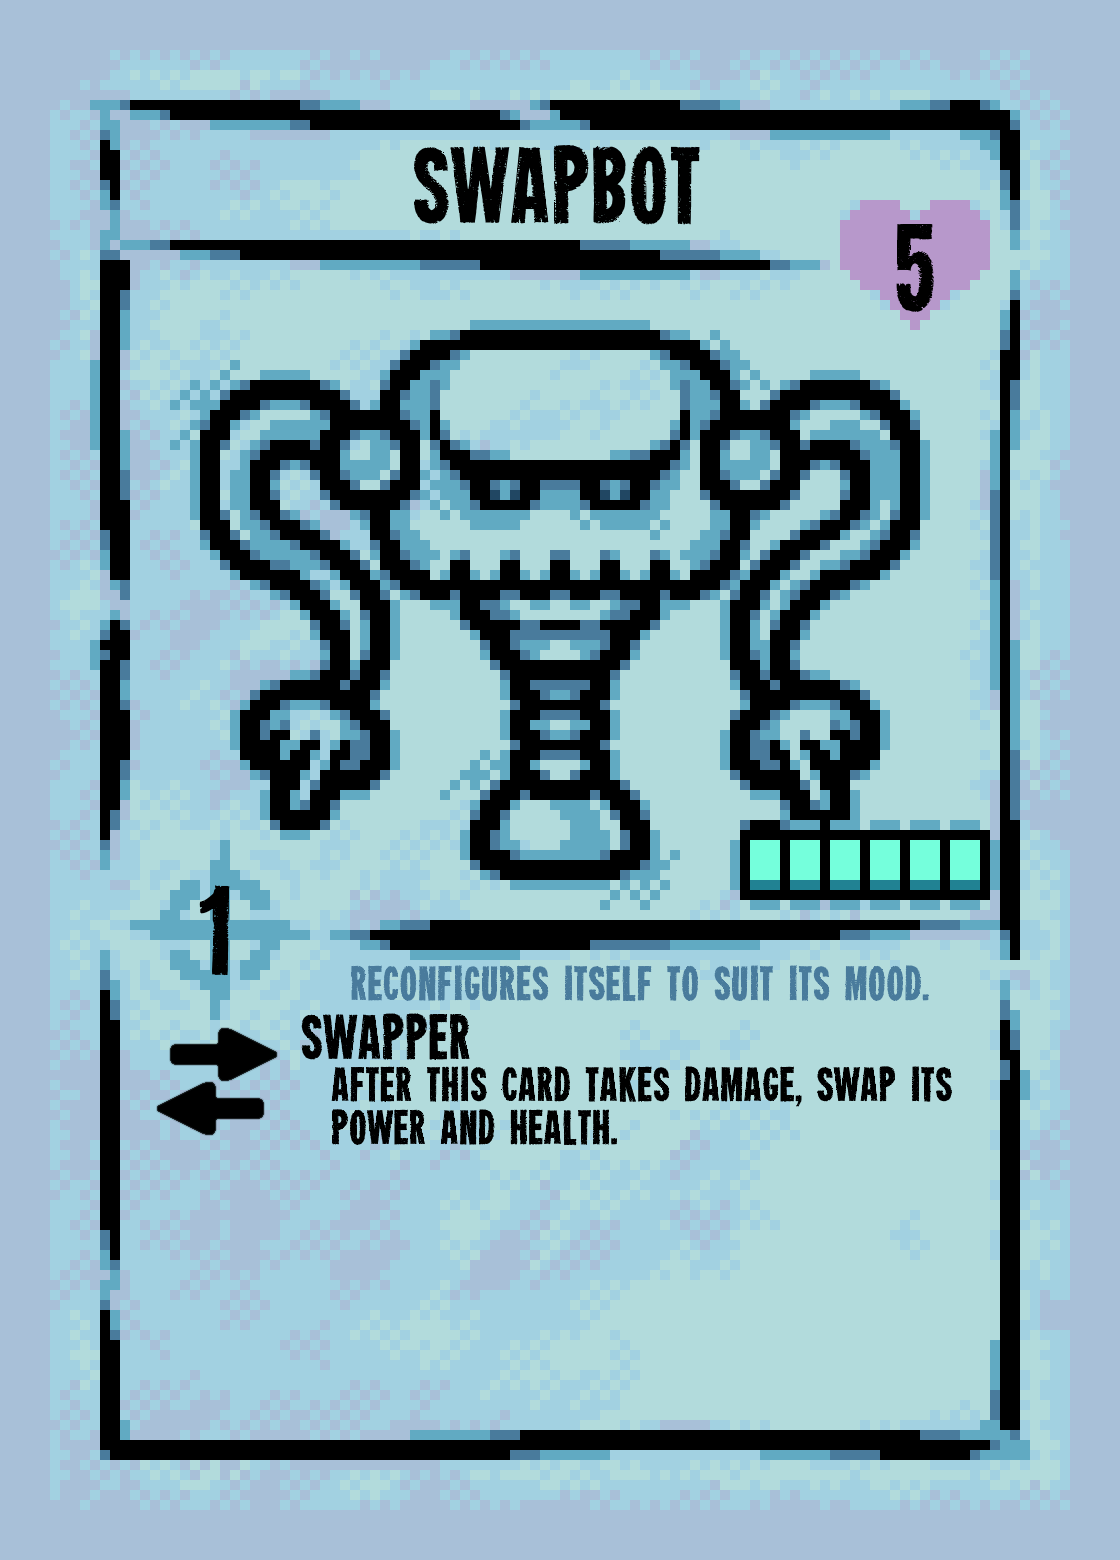 SWAPBOT
5
1
RECONFIGURES ITSELF TO SUIT ITS MOOD.
SWAPPER
AFTER THIS CARD TAKES DAMAGE, SWAP ITS
POWER AND HEALTH.